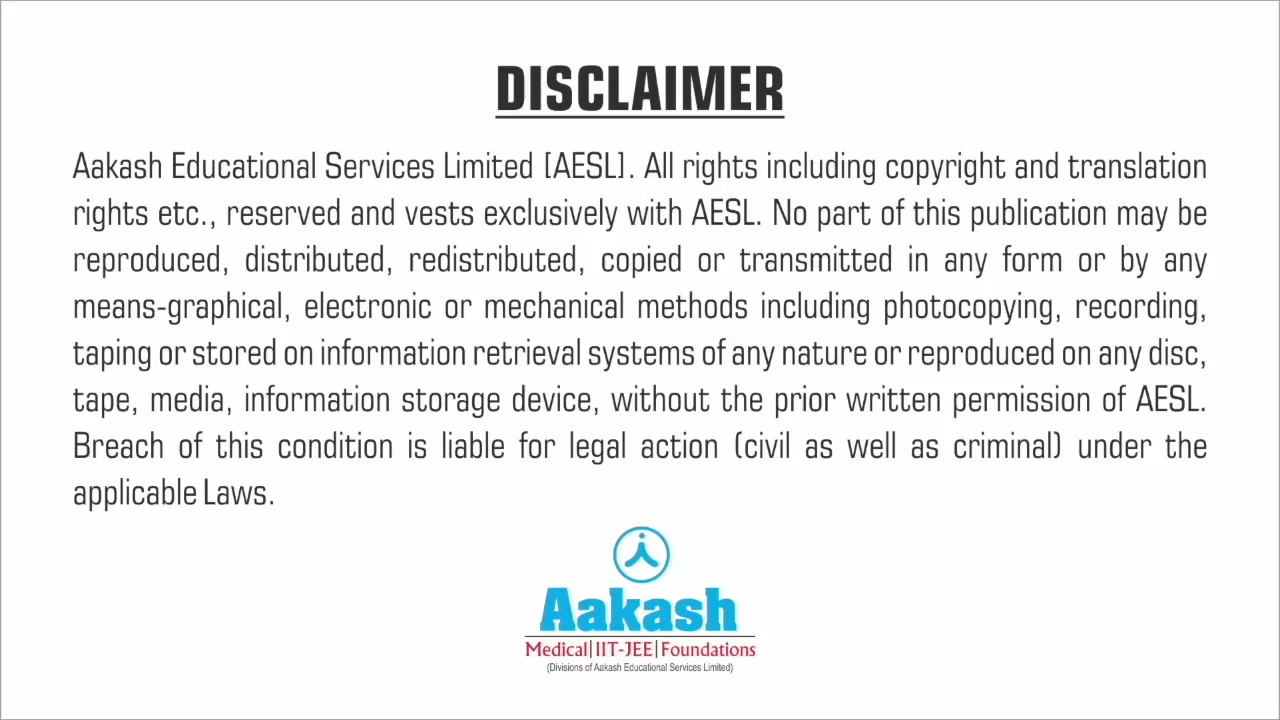 DISCLAIMER
Aakash Educational Services Limited [AESL]. All rights including copyright and translation
rights etc., reserved and vests exclusively with AESL. No part of this publication may be
reproduced, distributed, redistributed, copied or transmitted in any form or by any
means-graphical, electronic or mechanical methods including photocopying, recording,
taping or stored on information retrieval systems of any nature or reproduced on any disc,
tape, media, information storage device, without the prior written permission of AESL.
Breach of this condition is liable for legal action (civil as well as criminal) under the
applicable Laws.
Aakash
Medical|IIT-JEE|Foundations
(Divisions of Aakash Educational Services Limited)